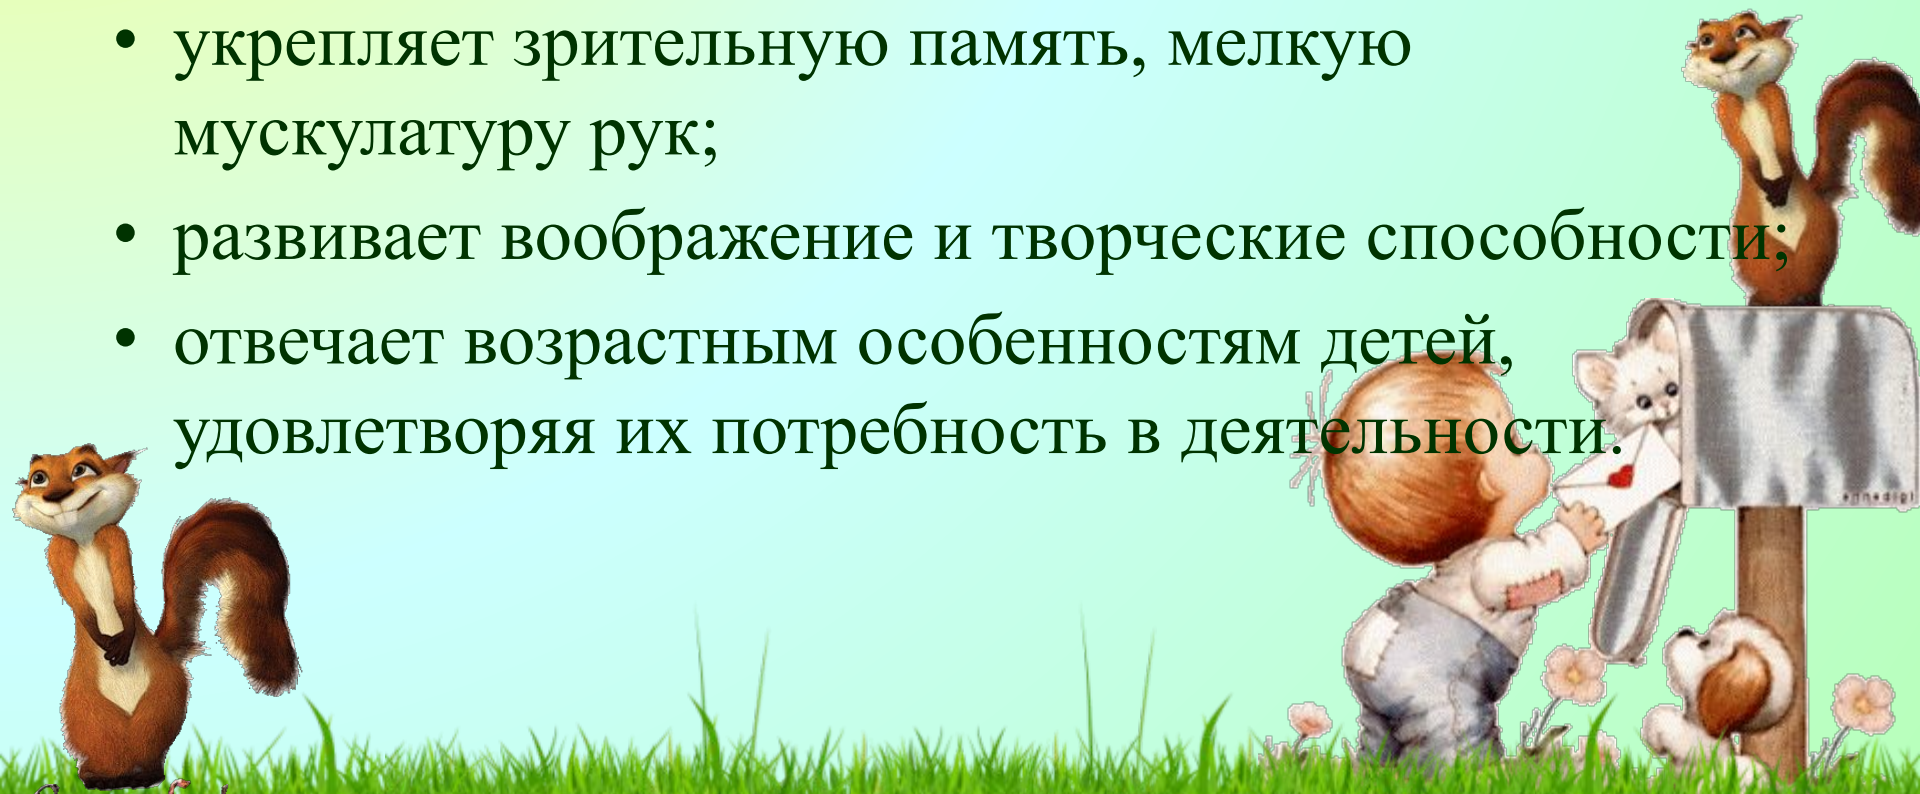 • укрепляет зрительную память, мелкую
мускулатуру рук;
• развивает воображение и творческие способности;
• отвечает возрастным особенностям детей,
удовлетворяя их потребность в деятельности.